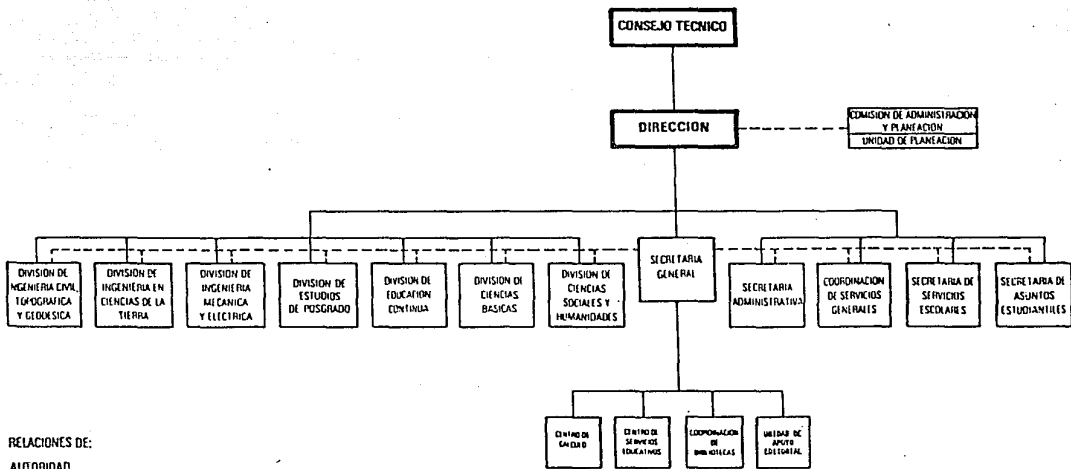 CONSEJO TECNICO
DIRECCION
COMISION DE ADMINISTRACION
Y PLANEACION
UNIDAD DE PLANEACION
DIVISION DE
INGENIERIA CIVIL,
TOPOGRAFICA
Y GEODESICA
DIVISION DE
INGENIERIA EN
CIENCIAS DE LA
TIERRA
DIVISION DE
INGENIERIA
MECANICA
Y ELECTRICA
DIVISION DE
ESTUDIOS
DE POSGRADO
DIVISION DE
EDUCACION
CONTINUA
DIVISION DE
CIENCIAS
BASICAS
DIVISION DE
CIENCIAS
SOCIALES Y
HUMANIDADES
SECRETARIA
GENERAL
SECRETARIA
ADMINISTRATIVA
COORDINACION
DE SERVICIOS
GENERALES
SECRETARIA DE
SERVICIOS
ESCOLARES
SECRETARIA DE
ASUNTOS
ESTUDIANTILES
CENTRO DE
CALCULO
CENTRO DE
SERVICIOS
EDUCATIVOS
COORDINACION
DE
BIBLIOTECAS
UNIDAD DE
APOYO
EDITORIAL
RELACIONES DE:
AUTORIDAD